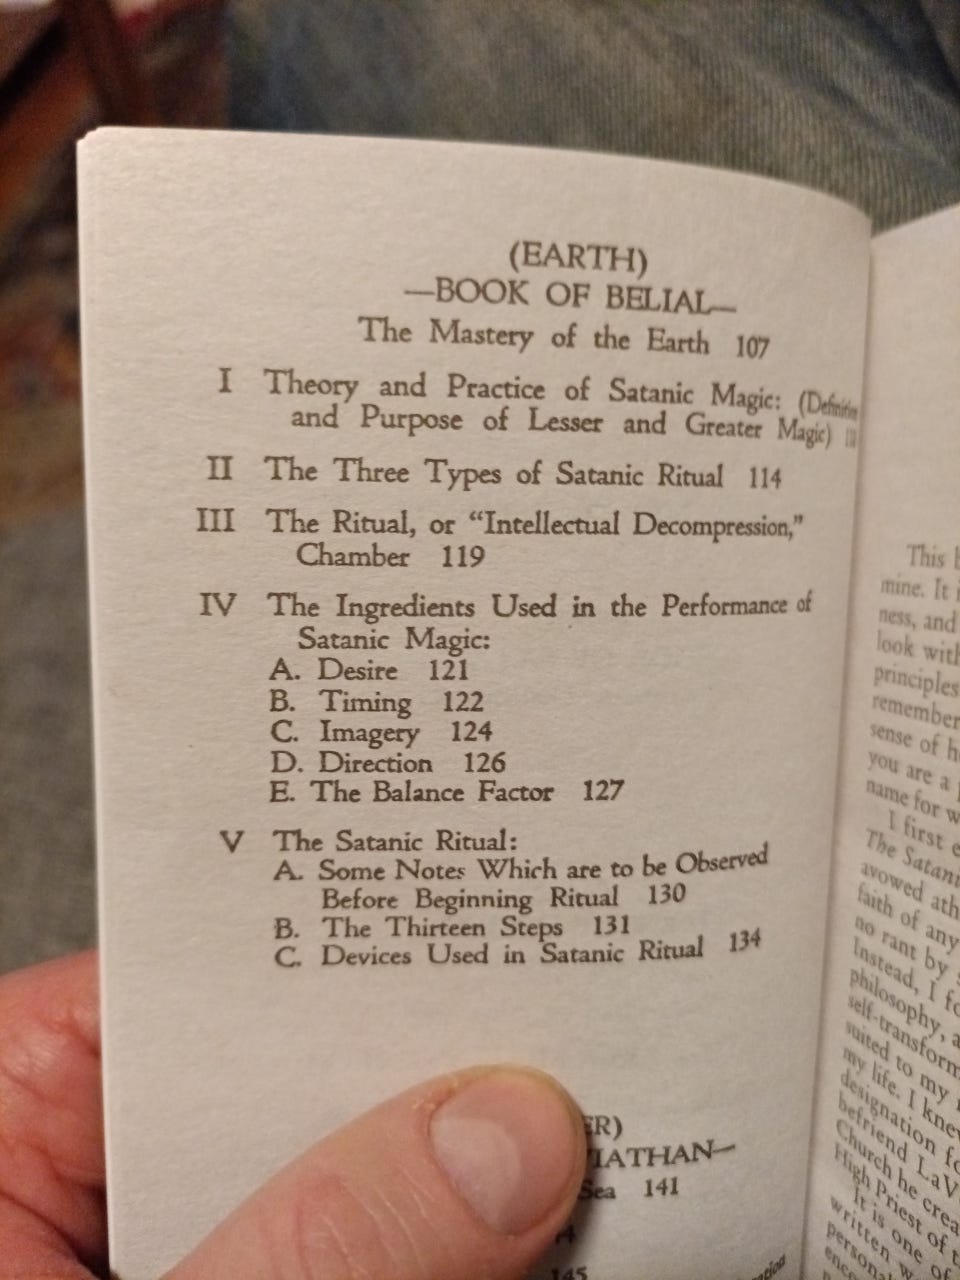 (EARTH)
—BOOK OF BELIAL—
The Mastery of the Earth 107
I Theory and Practice of Satanic Magic: (Definition
and Purpose of Lesser and Greater Magic)
II The Three Types of Satanic Ritual 114
III The Ritual, or “Intellectual Decompression,”
Chamber 119
IV The Ingredients Used in the Performance of
Satanic Magic:
A. Desire 121
B. Timing 122
C. Imagery 124
D. Direction 126
E. The Balance Factor 127
V The Satanic Ritual:
A. Some Notes Which are to be Observed
Before Beginning Ritual 130
B. The Thirteen Steps 131
C. Devices Used in Satanic Ritual 134
ER)
IATHAN—
Sea 141
145
This
mine. It
ness, and
look with
principles
remember
sense of
you are a
name for
I first
The
avowed
faith of any
no rant by
Instead, I
philosophy,
suited to my
my life. I knew
designation
befriend
Church he
High Priest of
It is one of
written